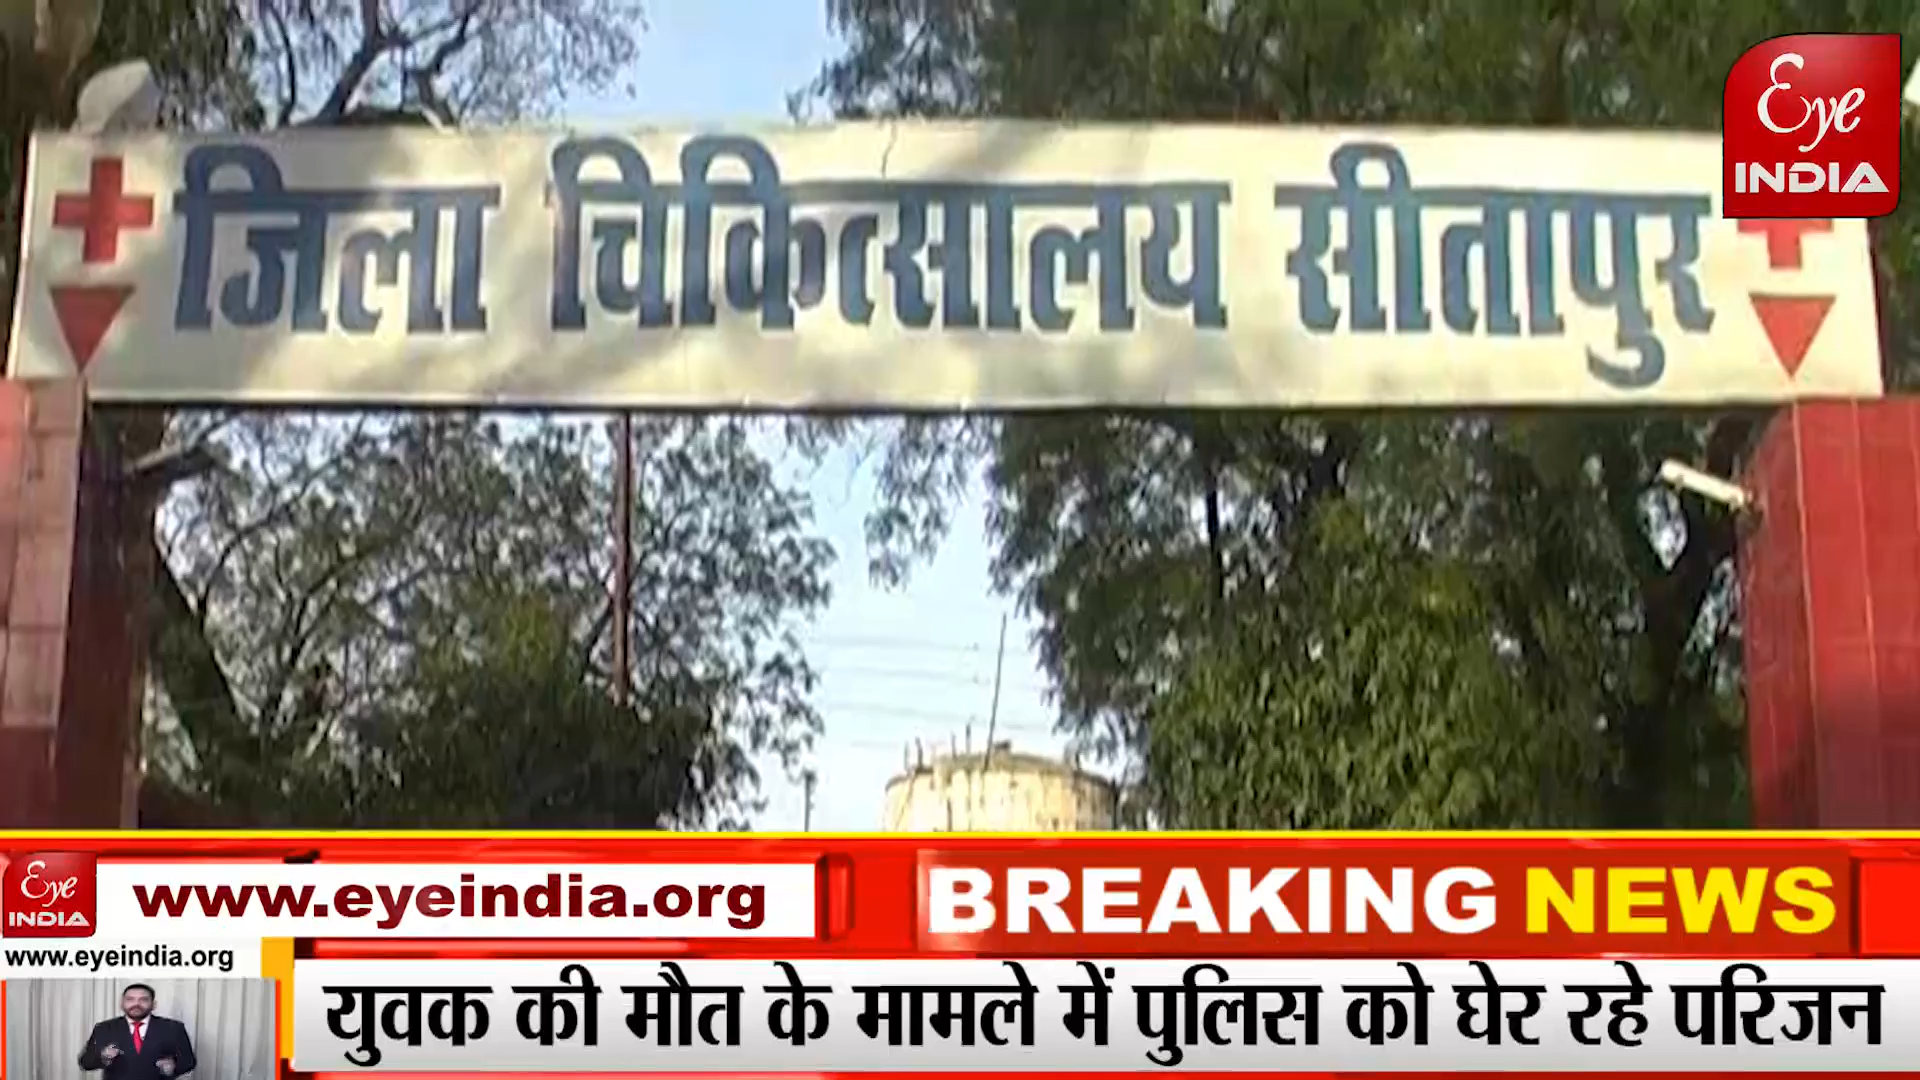 जिला चिकित्सालय सीतापुर
Eye
INDIA
Eye
INDIA
www.eyeindia.org
BREAKING NEWS
www.eyeindia.org
युवक की मौत के मामले में पुलिस को घेर रहे परिजन